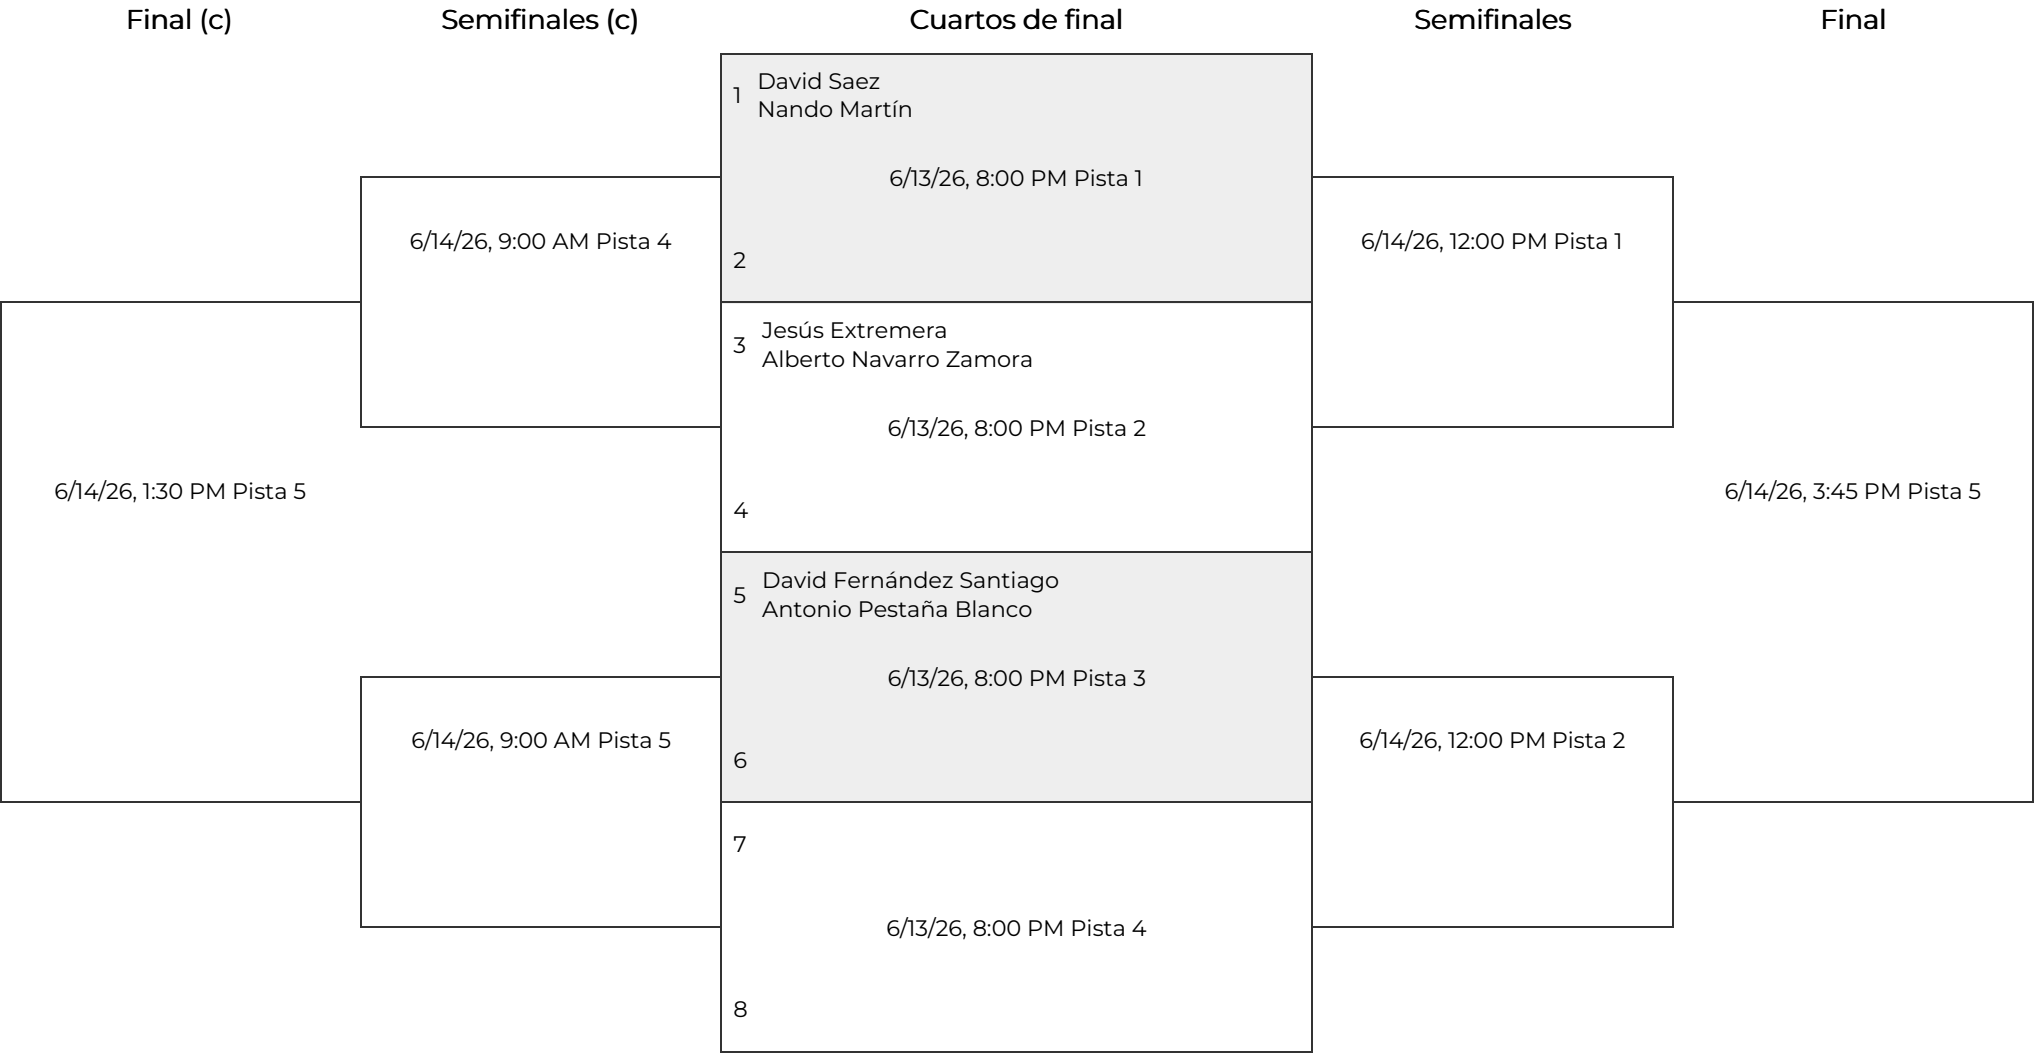 Final (c)
Semifinales (c)
Cuartos de final
Semifinales
Final
1
David Saez
Nando Martín
6/13/26, 8:00 PM Pista 1
2
3
Jesús Extremera
Alberto Navarro Zamora
6/13/26, 8:00 PM Pista 2
4
5
David Fernández Santiago
Antonio Pestaña Blanco
6/13/26, 8:00 PM Pista 3
6
7
6/13/26, 8:00 PM Pista 4
8
6/14/26, 9:00 AM Pista 4
6/14/26, 9:00 AM Pista 5
6/14/26, 1:30 PM Pista 5
6/14/26, 12:00 PM Pista 1
6/14/26, 12:00 PM Pista 2
6/14/26, 3:45 PM Pista 5